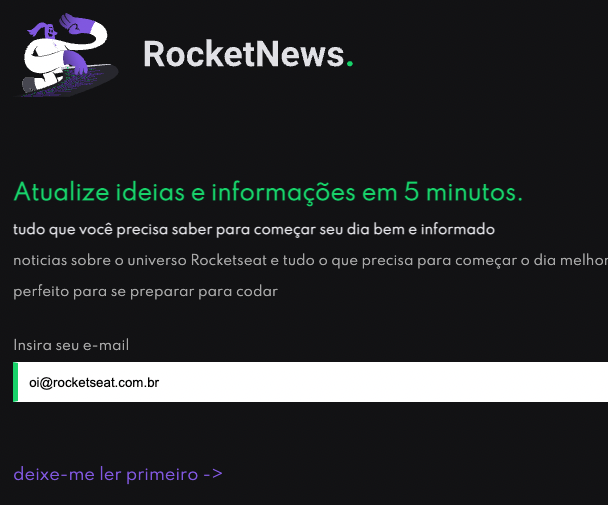 RocketNews.
Atualize ideias e informações em 5 minutos.
tudo que você precisa saber para começar seu dia bem e informado
noticias sobre o universo Rocketseat e tudo o que precisa para começar o dia melhor
perfeito para se preparar para codar
Insira seu e-mail
oi@rocketseat.com.br
deixe-me ler primeiro ->